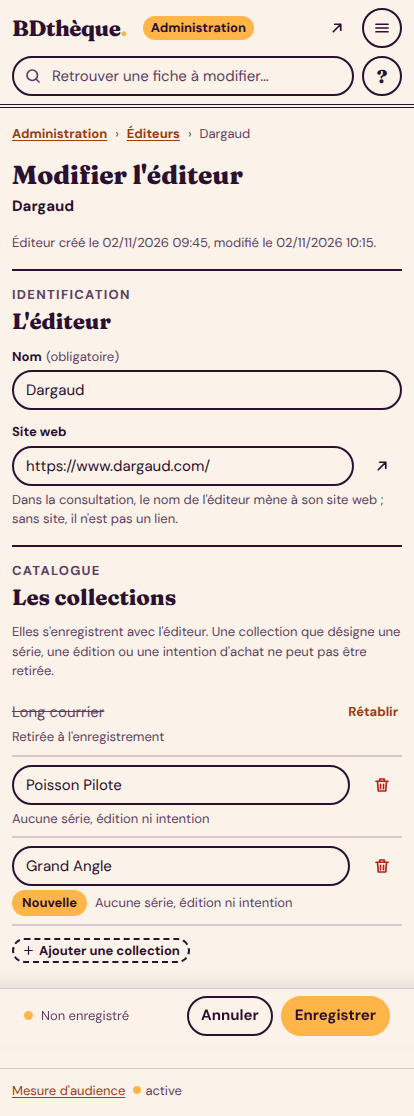 BDthèque. Administration
Retrouver une fiche à modifier... ?
Administration › Éditeurs › Dargaud
Modifier l'éditeur
Dargaud
Éditeur créé le 02/11/2026 09:45, modifié le 02/11/2026 10:15.
IDENTIFICATION
L'éditeur
Nom (obligatoire)
Dargaud
Site web
https://www.dargaud.com/
Dans la consultation, le nom de l'éditeur mène à son site web ;
sans site, il n'est pas un lien.
CATALOGUE
Les collections
Elles s'enregistrent avec l'éditeur. Une collection que désigne une
série, une édition ou une intention d'achat ne peut pas être
retirée.
Long courrier Rétablir
Retirée à l'enregistrement
Poisson Pilote
Aucune série, édition ni intention
Grand Angle
Nouvelle Aucune série, édition ni intention
+ Ajouter une collection
Non enregistré Annuler Enregistrer
Mesure d'audience active